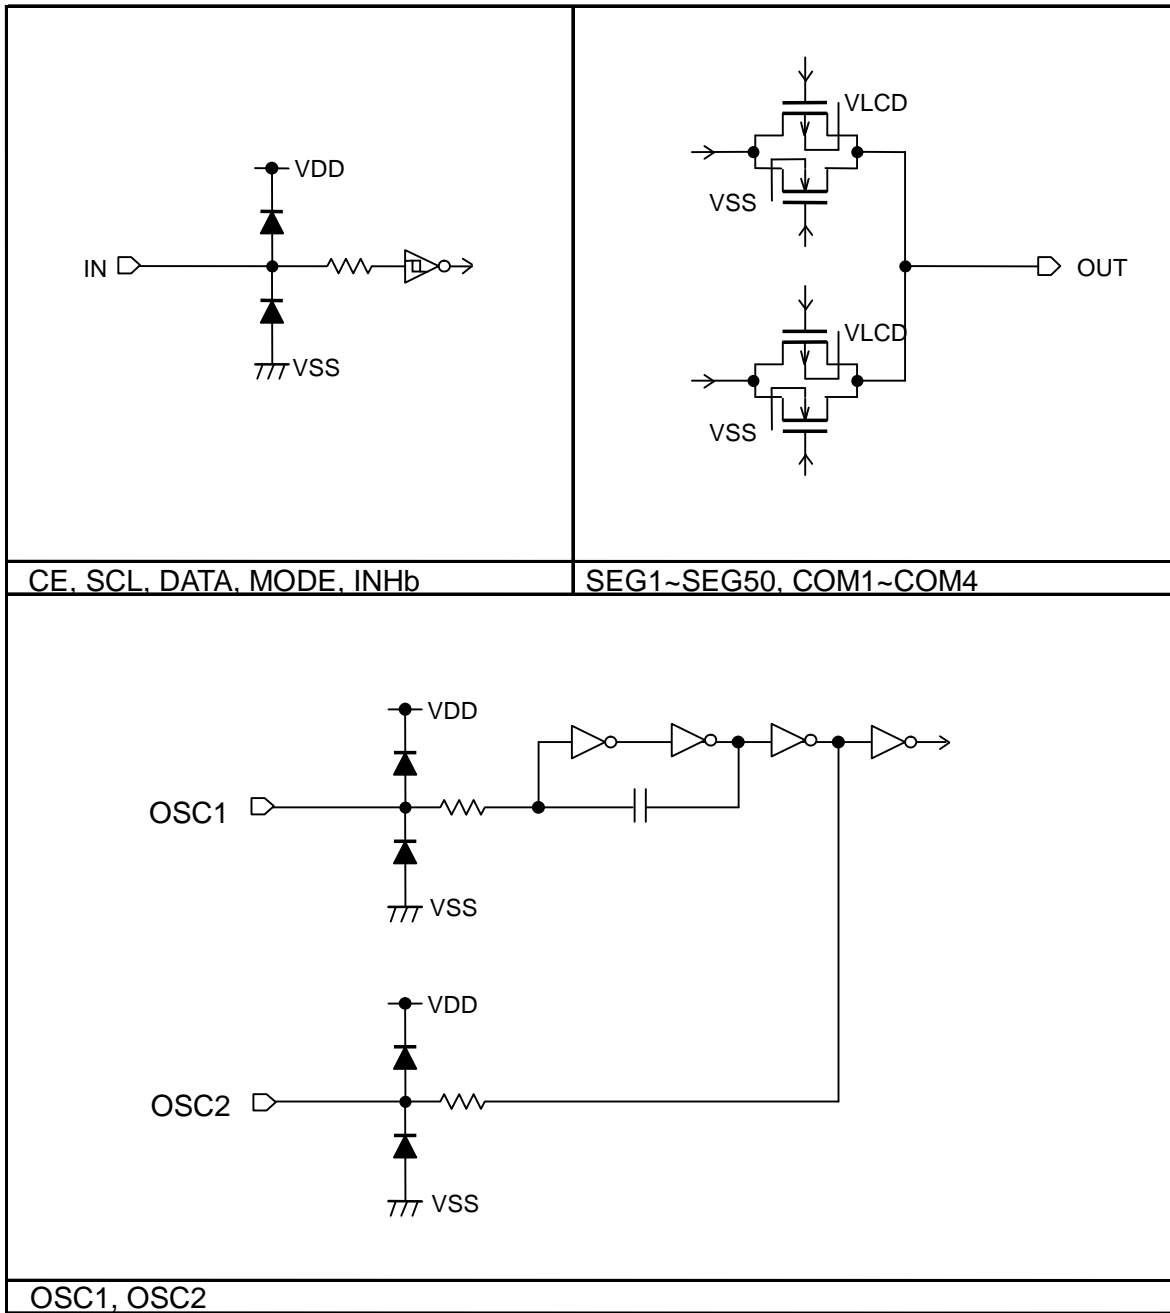 VDD
IN
VSS
CE, SCL, DATA, MODE, INHb
VLCD
VSS
OUT
VLCD
VSS
SEG1~SEG50, COM1~COM4
VDD
OSC1
VSS
VDD
OSC2
VSS
OSC1, OSC2